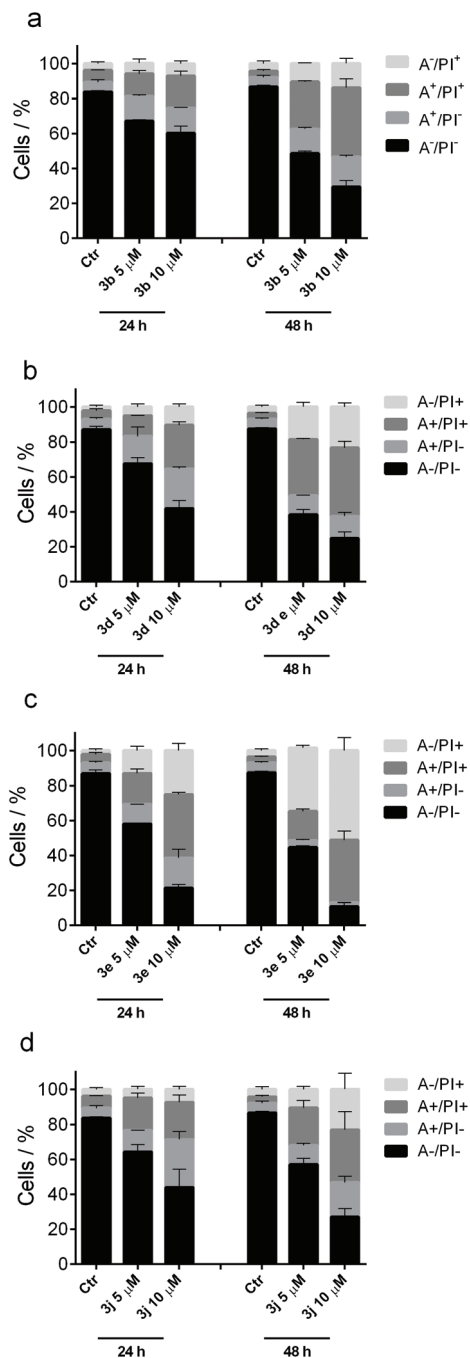 a
100
80
60
40
20
0
Cells / %
A⁻/PI⁺
A⁺/PI⁺
A⁺/PI⁻
A⁻/PI⁻
Ctr
3b 5 μM
3b 10 μM
Ctr
3b 5 μM
3b 10 μM
24 h
48 h
b
100
80
60
40
20
0
Cells / %
A-/PI+
A+/PI+
A+/PI-
A-/PI-
Ctr
3d 5 μM
3d 10 μM
Ctr
3d e μM
3d 10 μM
24 h
48 h
c
100
80
60
40
20
0
Cells / %
A-/PI+
A+/PI+
A+/PI-
A-/PI-
Ctr
3e 5 μM
3e 10 μM
Ctr
3e 5 μM
3e 10 μM
24 h
48 h
d
100
80
60
40
20
0
Cells / %
A-/PI+
A+/PI+
A+/PI-
A-/PI-
Ctr
3j 5 μM
3j 10 μM
Ctr
3j 5 μM
3j 10 μM
24 h
48 h